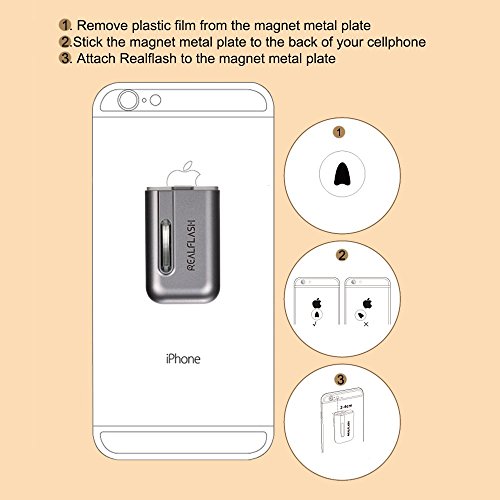 1. Remove plastic film from the magnet metal plate
2.Stick the magnet metal plate to the back of your cellphone
3. Attach Realflash to the magnet metal plate
REALFLASH
iPhone
1
2
✓ ✕
3
REALFLASH